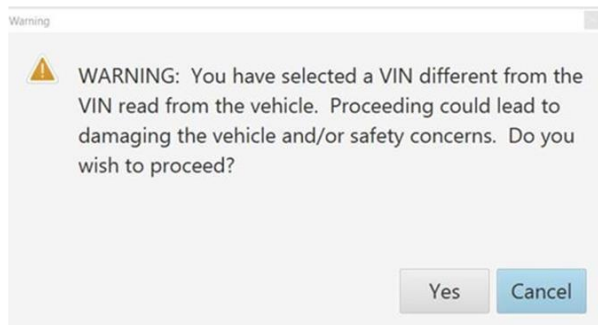 Warning
WARNING: You have selected a VIN different from the
VIN read from the vehicle. Proceeding could lead to
damaging the vehicle and/or safety concerns. Do you
wish to proceed?
Yes Cancel